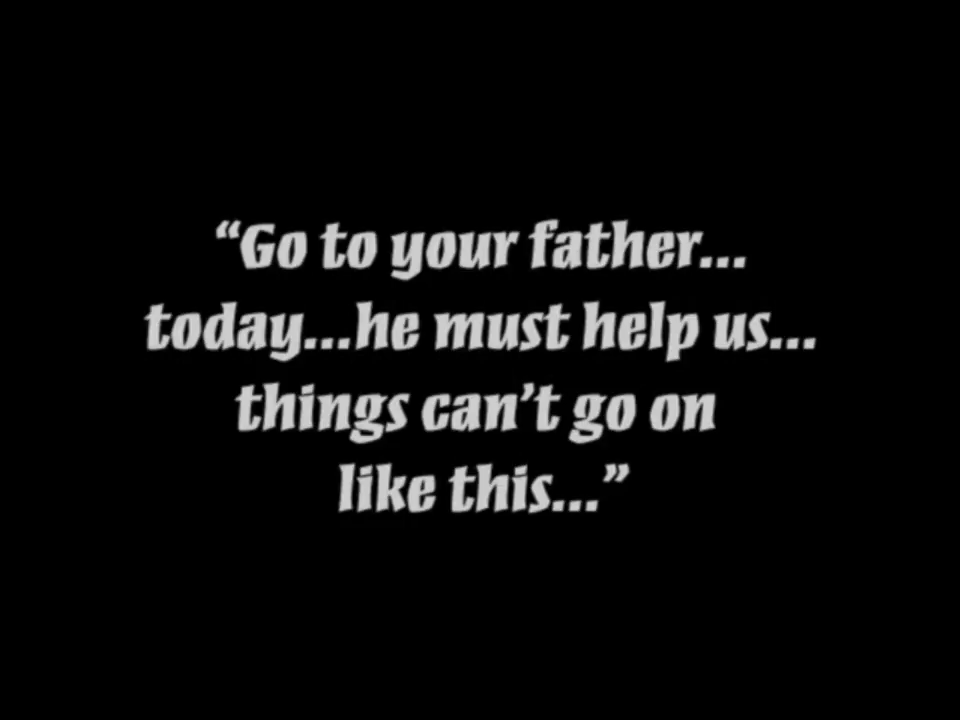 “Go to your father...
today...he must help us...
things can’t go on
like this...”